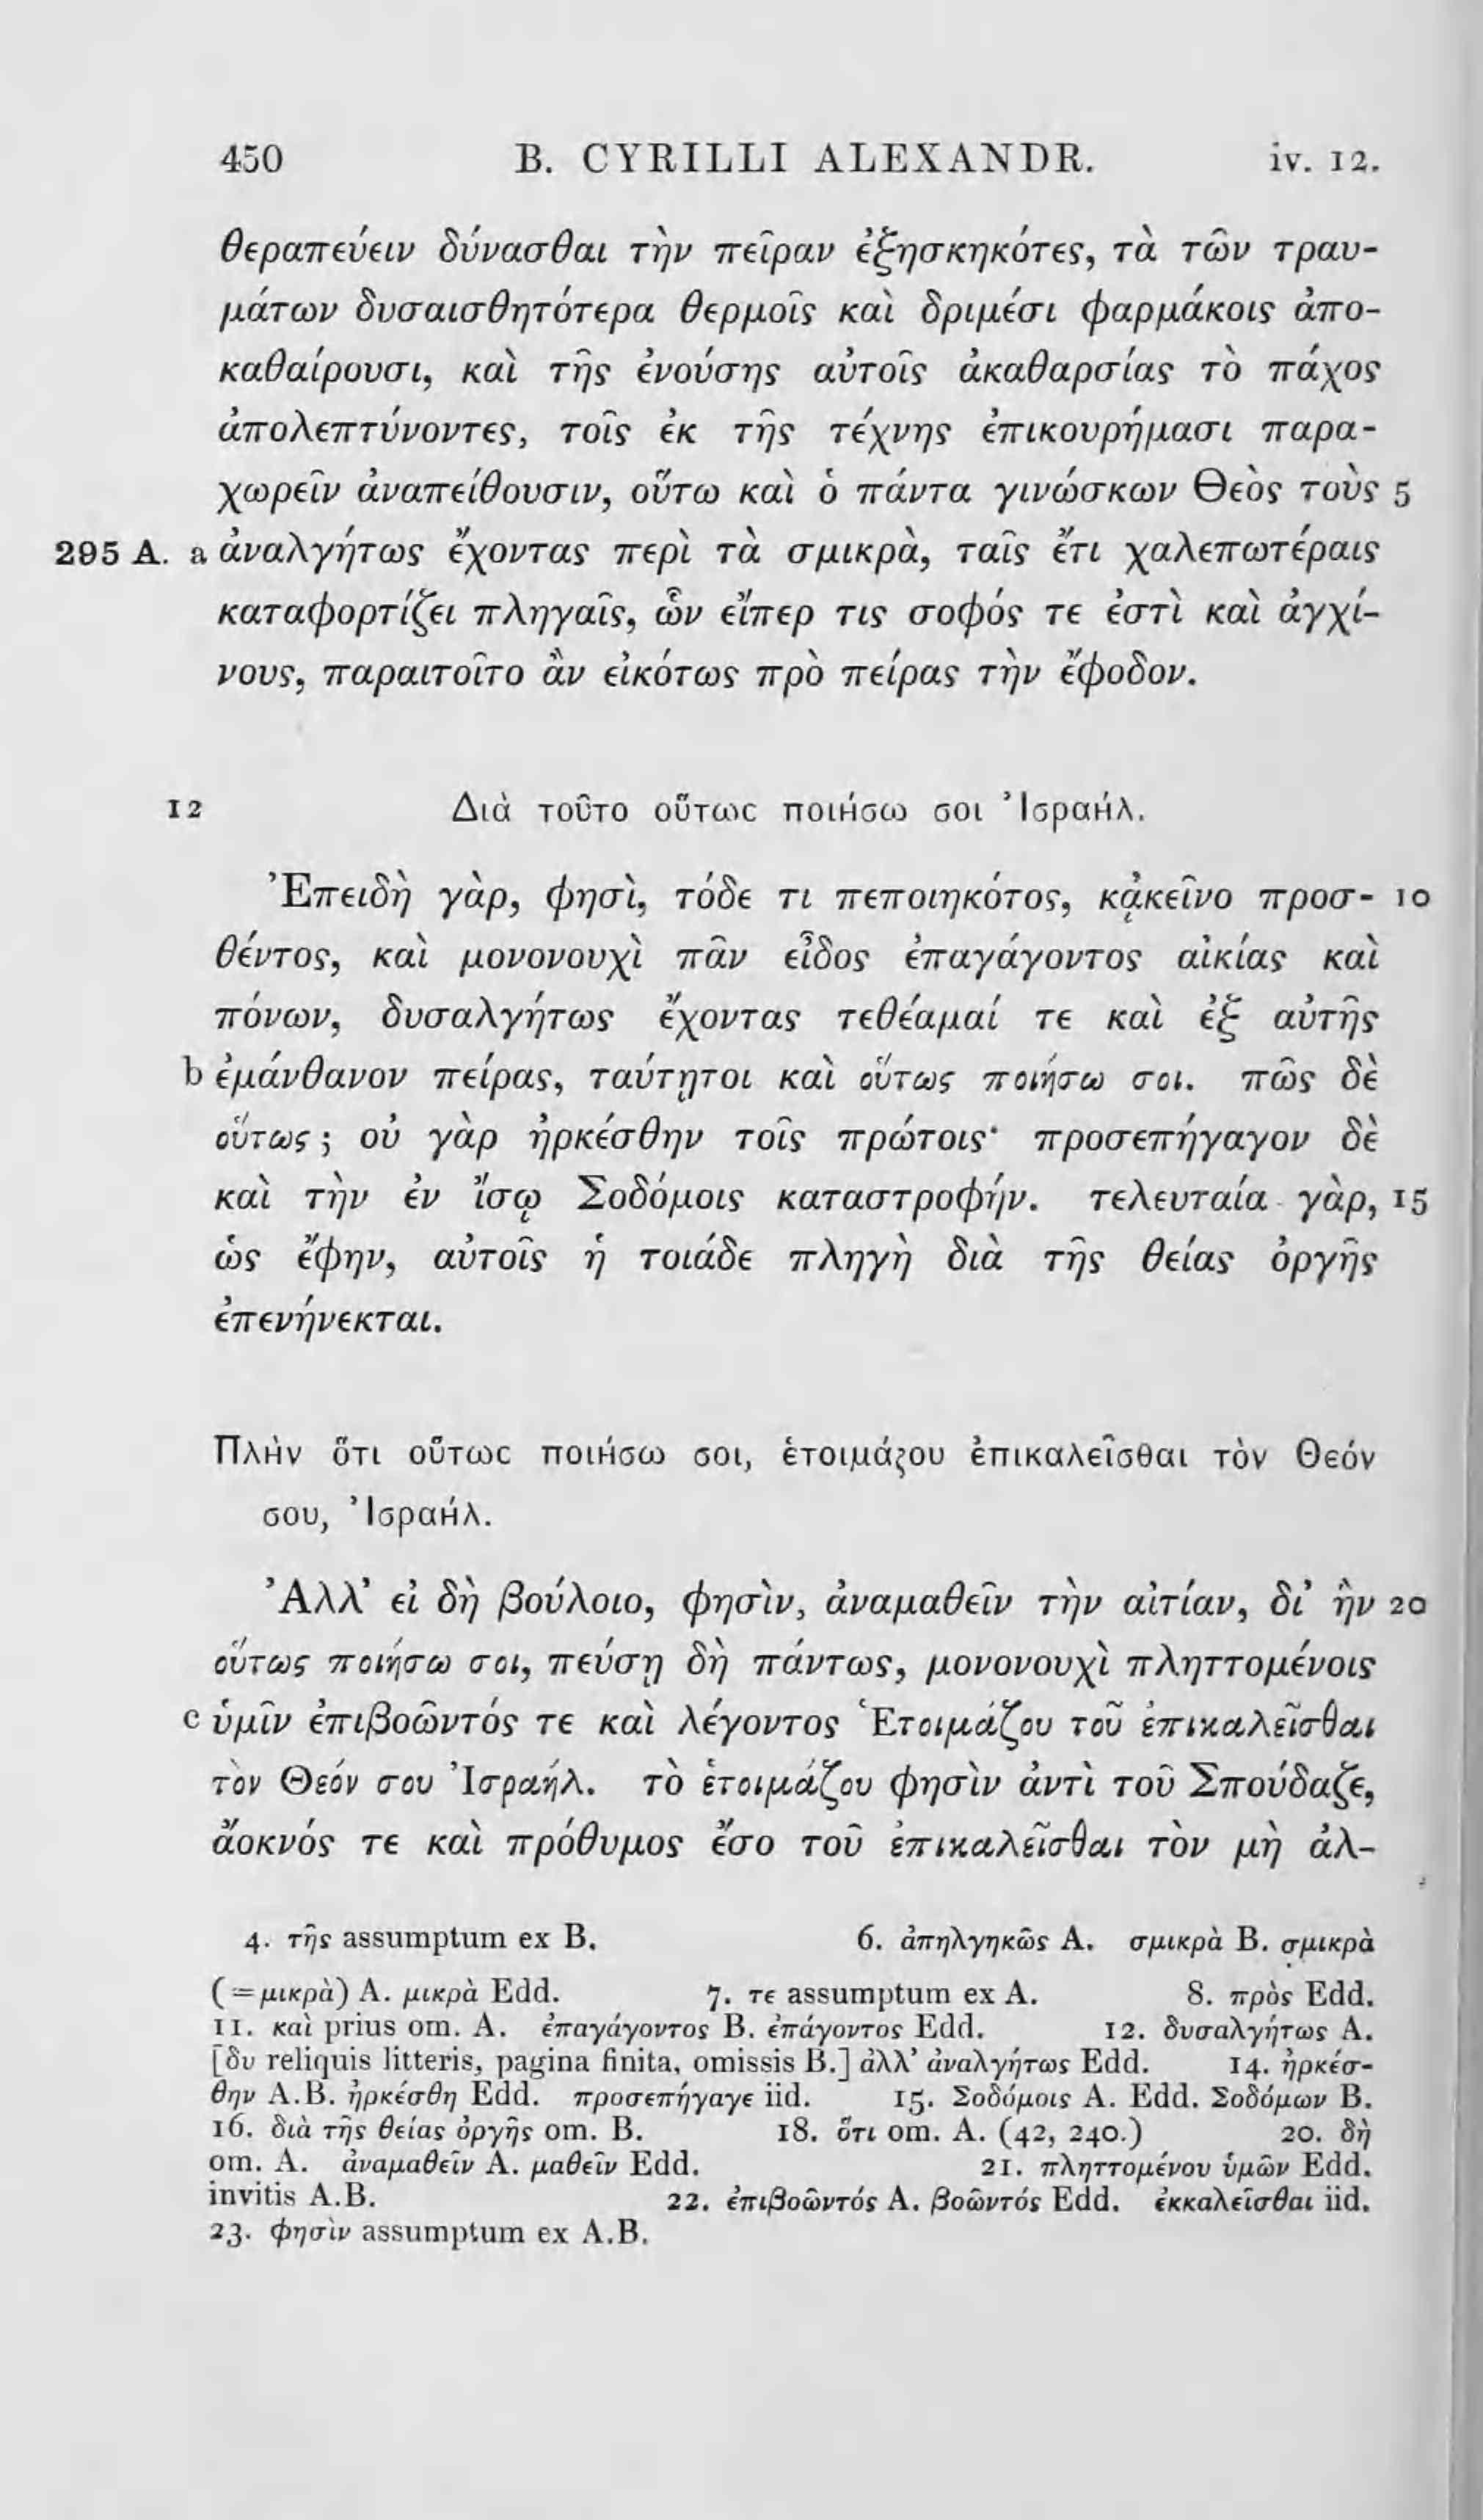 450 B. CYRILLI ALEXANDR. iv. 12.
θεραπεύειν δύνασθαι τὴν πεῖραν ἐξησκηκότες, τὰ τῶν τραυ-
μάτων δυσαισθητότερα θερμοῖς καὶ δριμέσι φαρμάκοις ἀπο-
καθαίρουσι, καὶ τῆς ἐνούσης αὐτοῖς ἀκαθαρσίας τὸ πάχος
ἀπολεπτύνοντες, τοῖς ἐκ τῆς τέχνης ἐπικουρήμασι παρα-
χωρεῖν ἀναπείθουσιν, οὕτω καὶ ὁ πάντα γινώσκων Θεὸς τοὺς 5
295 A. a ἀναλγήτως ἔχοντας περὶ τὰ σμικρὰ, ταῖς ἔτι χαλεπωτέραις
καταφορτίζει πληγαῖς, ὧν εἴπερ τις σοφός τε ἐστὶ καὶ ἀγχί-
νους, παραιτοῖτο ἂν εἰκότως πρὸ πείρας τὴν ἔφοδον.
12 Διὰ τοῦτο οὕτως ποιήσω σοι Ἰσραήλ.
Ἐπειδὴ γὰρ, φησὶ, τόδε τι πεποιηκότος, κᾀκεῖνο προσ- 10
θέντος, καὶ μονονουχὶ πᾶν εἶδος ἐπαγάγοντος αἰκίας καὶ
πόνων, δυσαλγήτως ἔχοντας τεθέαμαί τε καὶ ἐξ αὐτῆς
b ἐμάνθανον πείρας, ταύτῃτοι καὶ οὕτως ποιήσω σοι. πῶς δὲ
οὕτως; οὐ γὰρ ἠρκέσθην τοῖς πρώτοις· προσεπήγαγον δὲ
καὶ τὴν ἐν ἴσῳ Σοδόμοις καταστροφήν. τελευταία γὰρ, 15
ὡς ἔφην, αὐτοῖς ἡ τοιάδε πληγὴ διὰ τῆς θείας ὀργῆς
ἐπενήνεκται.
Πλὴν ὅτι οὕτως ποιήσω σοι, ἑτοιμάζου ἐπικαλεῖσθαι τὸν Θεόν
σου, Ἰσραήλ.
Ἀλλ’ εἰ δὴ βούλοιο, φησὶν, ἀναμαθεῖν τὴν αἰτίαν, δι’ ἣν 20
οὕτως ποιήσω σοι, πεύσῃ δὴ πάντως, μονονουχὶ πληττομένοις
c ὑμῖν ἐπιβοῶντός τε καὶ λέγοντος Ἑτοιμάζου τοῦ ἐπικαλεῖσθαι
τὸν Θεόν σου Ἰσραήλ. τὸ ἑτοιμάζου φησὶν ἀντὶ τοῦ Σπούδαζε,
ἄοκνός τε καὶ πρόθυμος ἔσο τοῦ ἐπικαλεῖσθαι τὸν μὴ ἀλ-
4. τῆς assumptum ex B. 6. ἀπηλγηκῶς A. σμικρὰ B. σμικρὰ
(=μικρὰ) A. μικρὰ Edd. 7. τε assumptum ex A. 8. πρὸς Edd.
11. καὶ prius om. A. ἐπαγάγοντος B. ἐπάγοντος Edd. 12. δυσαλγήτως A.
[δυ reliquis litteris, pagina finita, omissis B.] ἀλλ’ ἀναλγήτως Edd. 14. ἠρκέσ-
θην A.B. ἠρκέσθη Edd. προσεπήγαγε iid. 15. Σοδόμοις A. Edd. Σοδόμων B.
16. διὰ τῆς θείας ὀργῆς om. B. 18. ὅτι om. A. (42, 240.) 20. δὴ
om. A. ἀναμαθεῖν A. μαθεῖν Edd. 21. πληττομένου ὑμῶν Edd.
invitis A.B. 22. ἐπιβοῶντός A. βοῶντός Edd. ἐκκαλεῖσθαι iid.
23. φησὶν assumptum ex A.B.